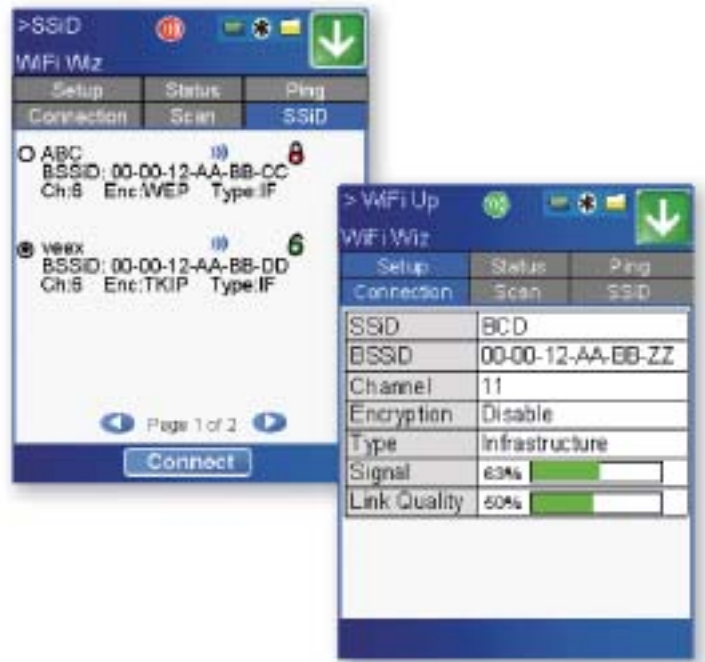 >SSiD
WiFi Wiz
Setup Status Ping
Connection Scan SSiD
ABC
BSSiD: 00-00-12-AA-BB-CC
Ch:6 Enc:WEP Type:IF
veex
BSSiD: 00-00-12-AA-BB-DD
Ch:6 Enc:TKIP Type:IF
Page 1 of 2
Connect
> WiFi Up
WiFi Wiz
Setup Status Ping
Connection Scan SSiD
SSiD BCD
BSSiD 00-00-12-AA-BB-ZZ
Channel 11
Encryption Disable
Type Infrastructure
Signal 63%
Link Quality 50%